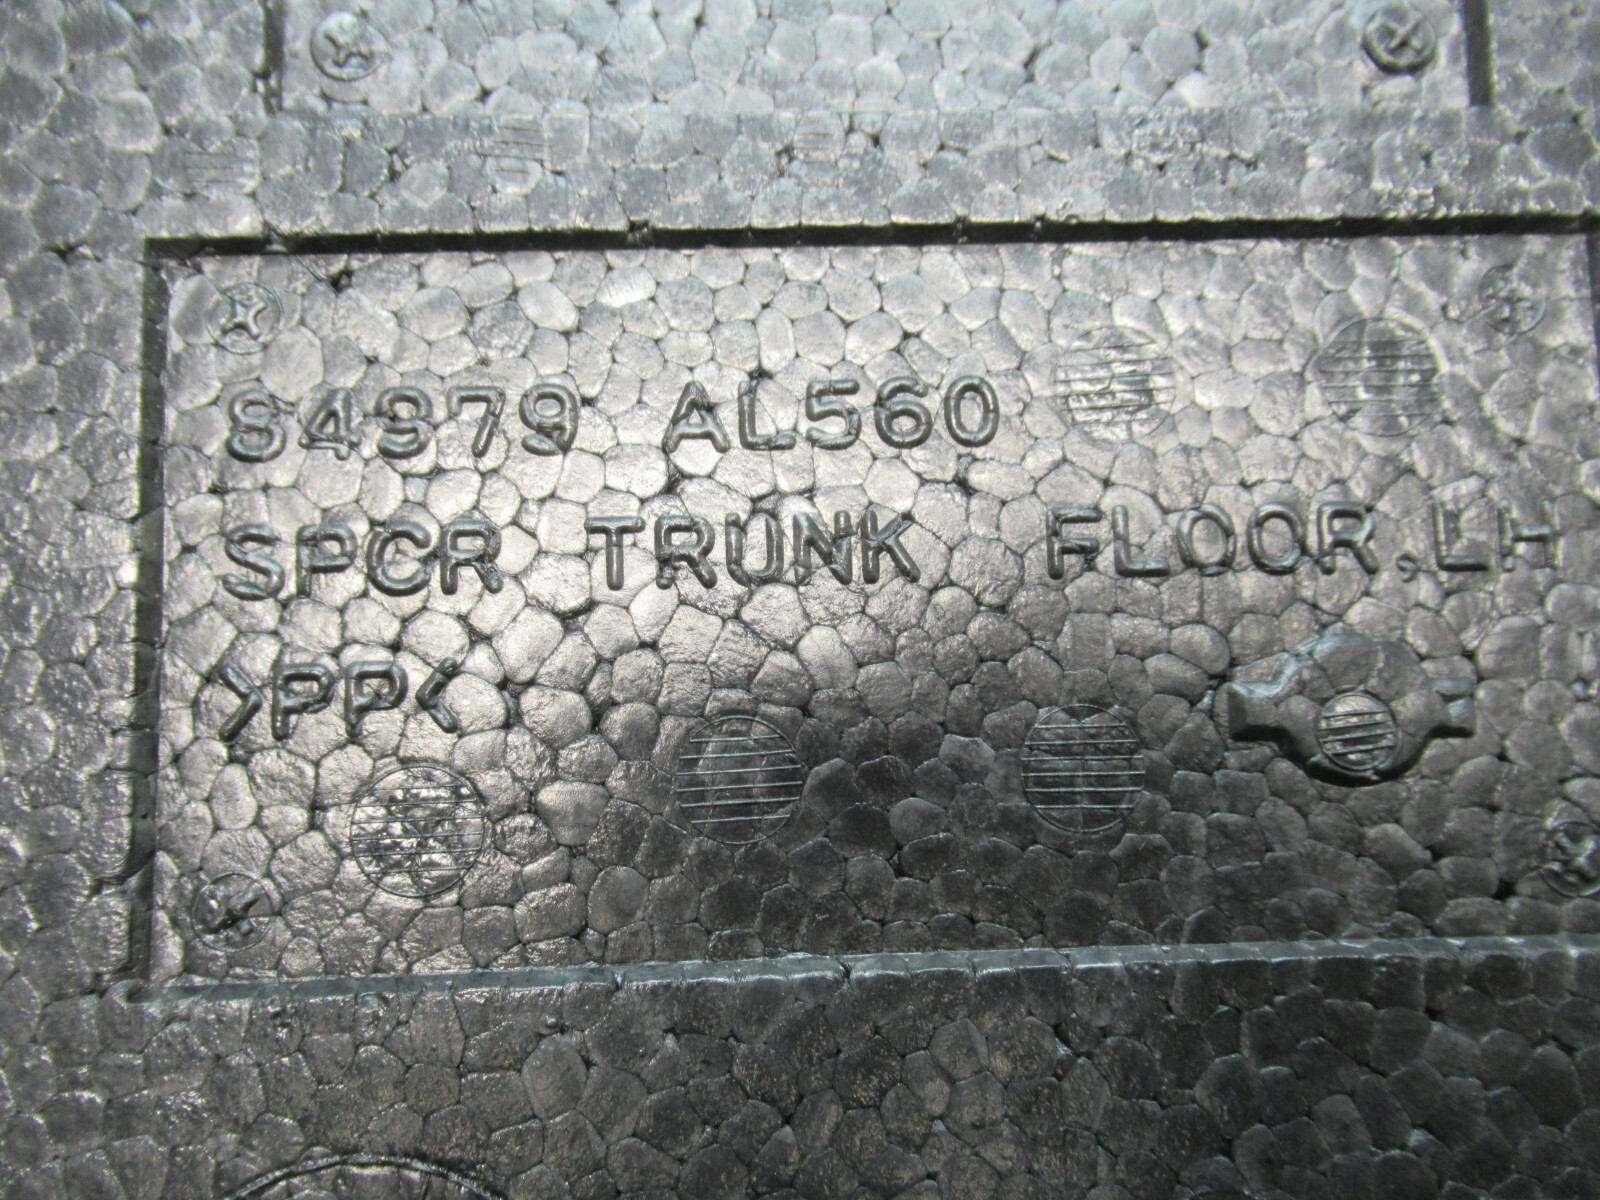 84979 AL560
SPCR TRUNK FLOOR,LH
>PP<